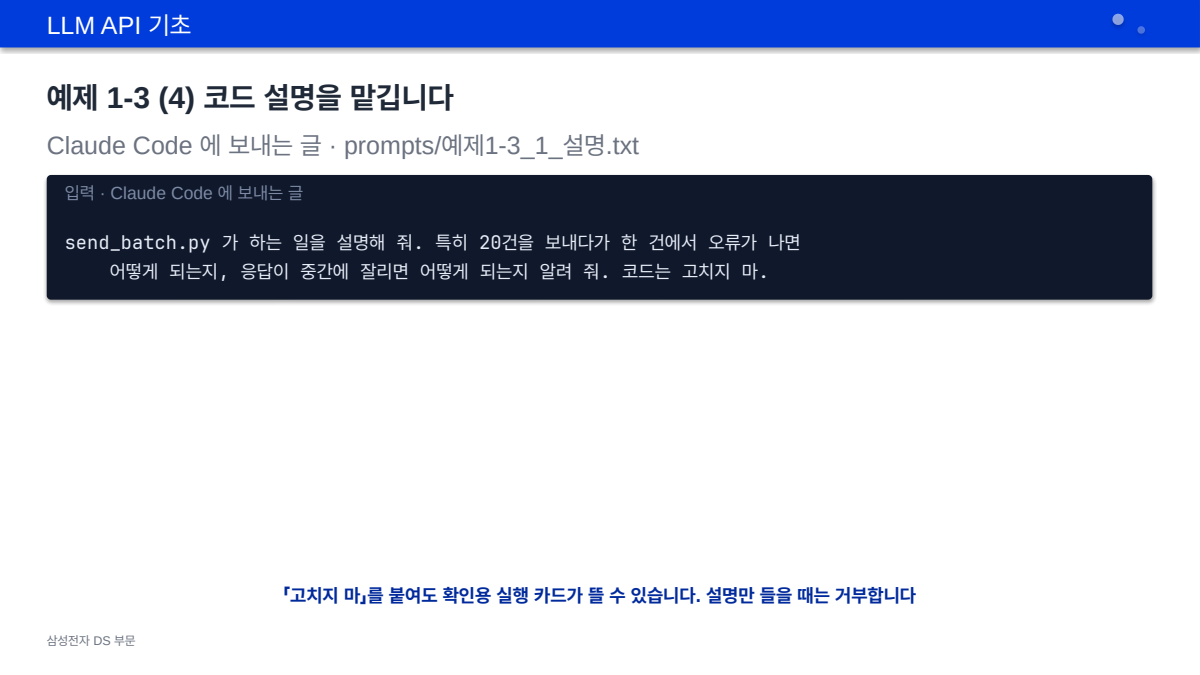 LLM API 기초
예제 1-3 (4) 코드 설명을 맡깁니다
Claude Code 에 보내는 글 · prompts/예제1-3_1_설명.txt
입력 · Claude Code 에 보내는 글
send_batch.py 가 하는 일을 설명해 줘. 특히 20건을 보내다가 한 건에서 오류가 나면
어떻게 되는지, 응답이 중간에 잘리면 어떻게 되는지 알려 줘. 코드는 고치지 마.
「고치지 마」를 붙여도 확인용 실행 카드가 뜰 수 있습니다. 설명만 들을 때는 거부합니다
삼성전자 DS 부문